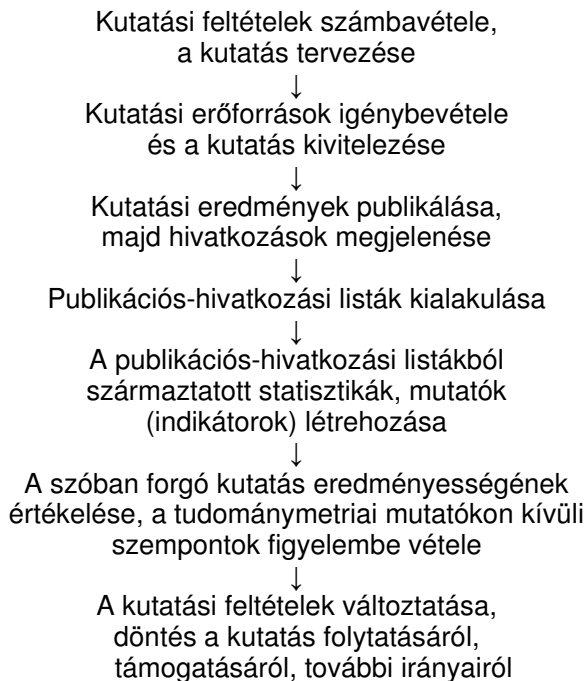 Kutatási feltételek számbavétele,
a kutatás tervezése
↓
Kutatási erőforrások igénybevétele
és a kutatás kivitelezése
↓
Kutatási eredmények publikálása,
majd hivatkozások megjelenése
↓
Publikációs-hivatkozási listák kialakulása
↓
A publikációs-hivatkozási listákból
származtatott statisztikák, mutatók
(indikátorok) létrehozása
↓
A szóban forgó kutatás eredményességének
értékelése, a tudománymetriai mutatókon kívüli
szempontok figyelembe vétele
↓
A kutatási feltételek változtatása,
döntés a kutatás folytatásáról,
támogatásáról, további irányairól